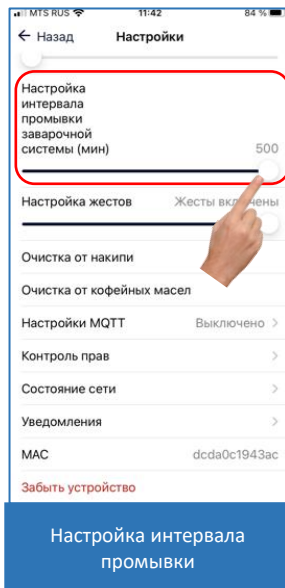 MTS RUS 11:42 84 %
Назад Настройки
Настройка
интервала
промывки
заварочной
системы (мин) 500
Настройка жестов Жесты включены
Очистка от накипи
Очистка от кофейных масел
Настройки MQTT Выключено
Контроль прав
Состояние сети
Уведомления
MAC dcda0c1943ac
Забыть устройство
Настройка интервала
промывки